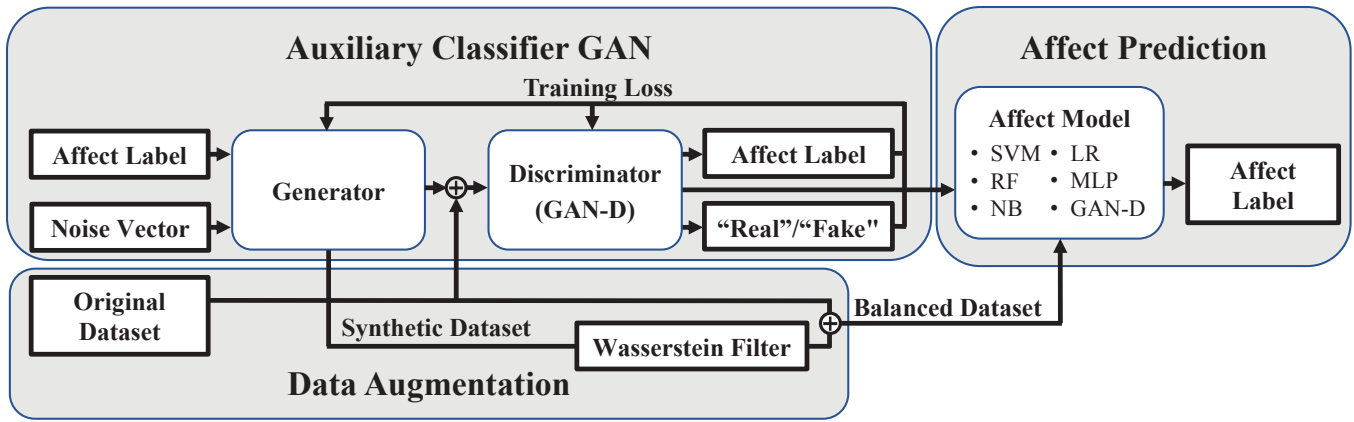 Auxiliary Classifier GAN
Affect Prediction
Training Loss
Affect Label
Noise Vector
Generator
Discriminator
(GAN-D)
Affect Label
“Real”/“Fake"
Affect Model
• SVM • LR
• RF • MLP
• NB • GAN-D
Affect
Label
Original
Dataset
Synthetic Dataset
Wasserstein Filter
Balanced Dataset
Data Augmentation